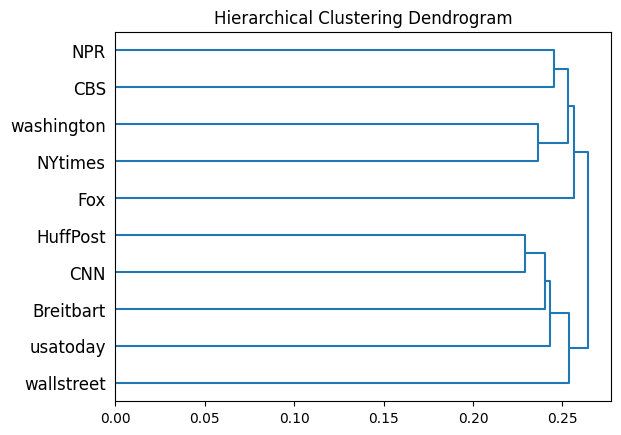 Hierarchical Clustering Dendrogram
NPR
CBS
washington
NYtimes
Fox
HuffPost
CNN
Breitbart
usatoday
wallstreet
0.00 0.05 0.10 0.15 0.20 0.25